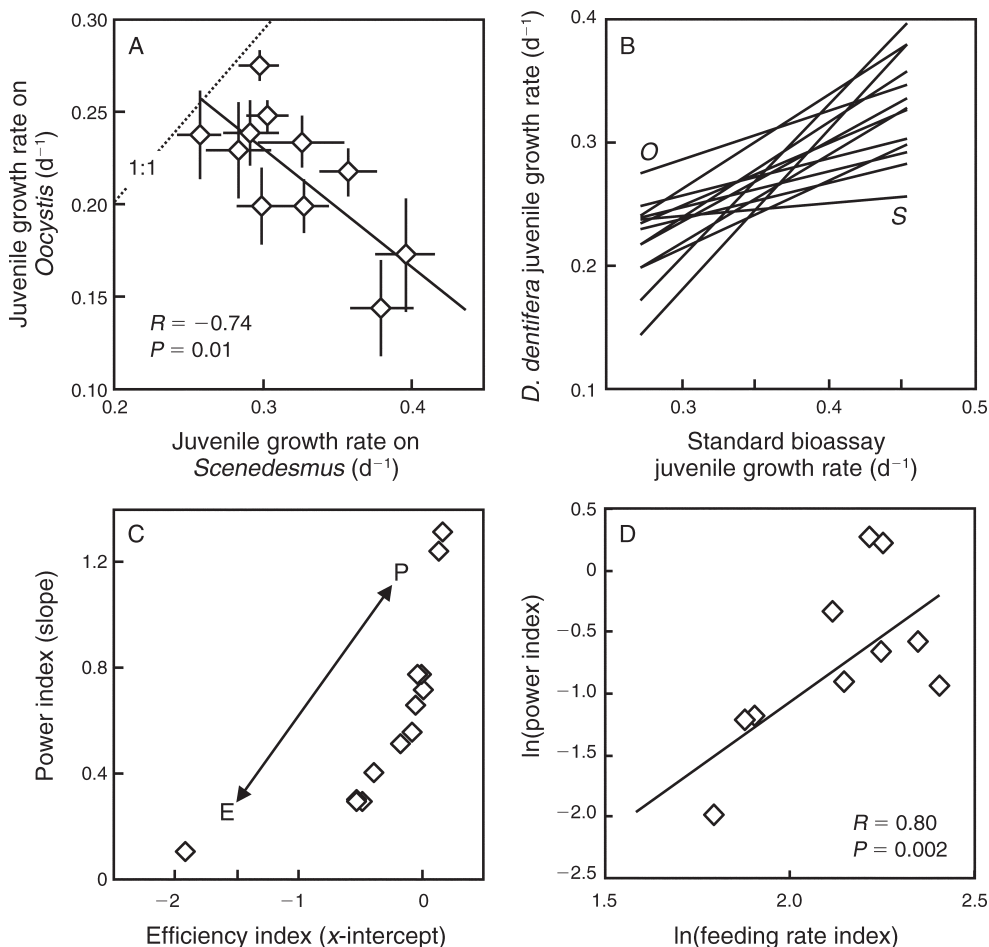 A
Juvenile growth rate on
Oocystis (d⁻¹)
0.30
0.25
0.20
0.15
0.10
1:1
R = −0.74
P = 0.01
0.2
0.3
0.4
Juvenile growth rate on
Scenedesmus (d⁻¹)
B
D. dentifera juvenile growth rate (d⁻¹)
0.4
0.3
0.2
0.1
O
S
0.3
0.4
0.5
Standard bioassay
juvenile growth rate (d⁻¹)
C
Power index (slope)
1.2
0.8
0.4
0
P
E
−2
−1
0
Efficiency index (x-intercept)
D
ln(power index)
0.5
0
−0.5
−1.0
−1.5
−2.0
−2.5
R = 0.80
P = 0.002
1.5
2.0
2.5
ln(feeding rate index)